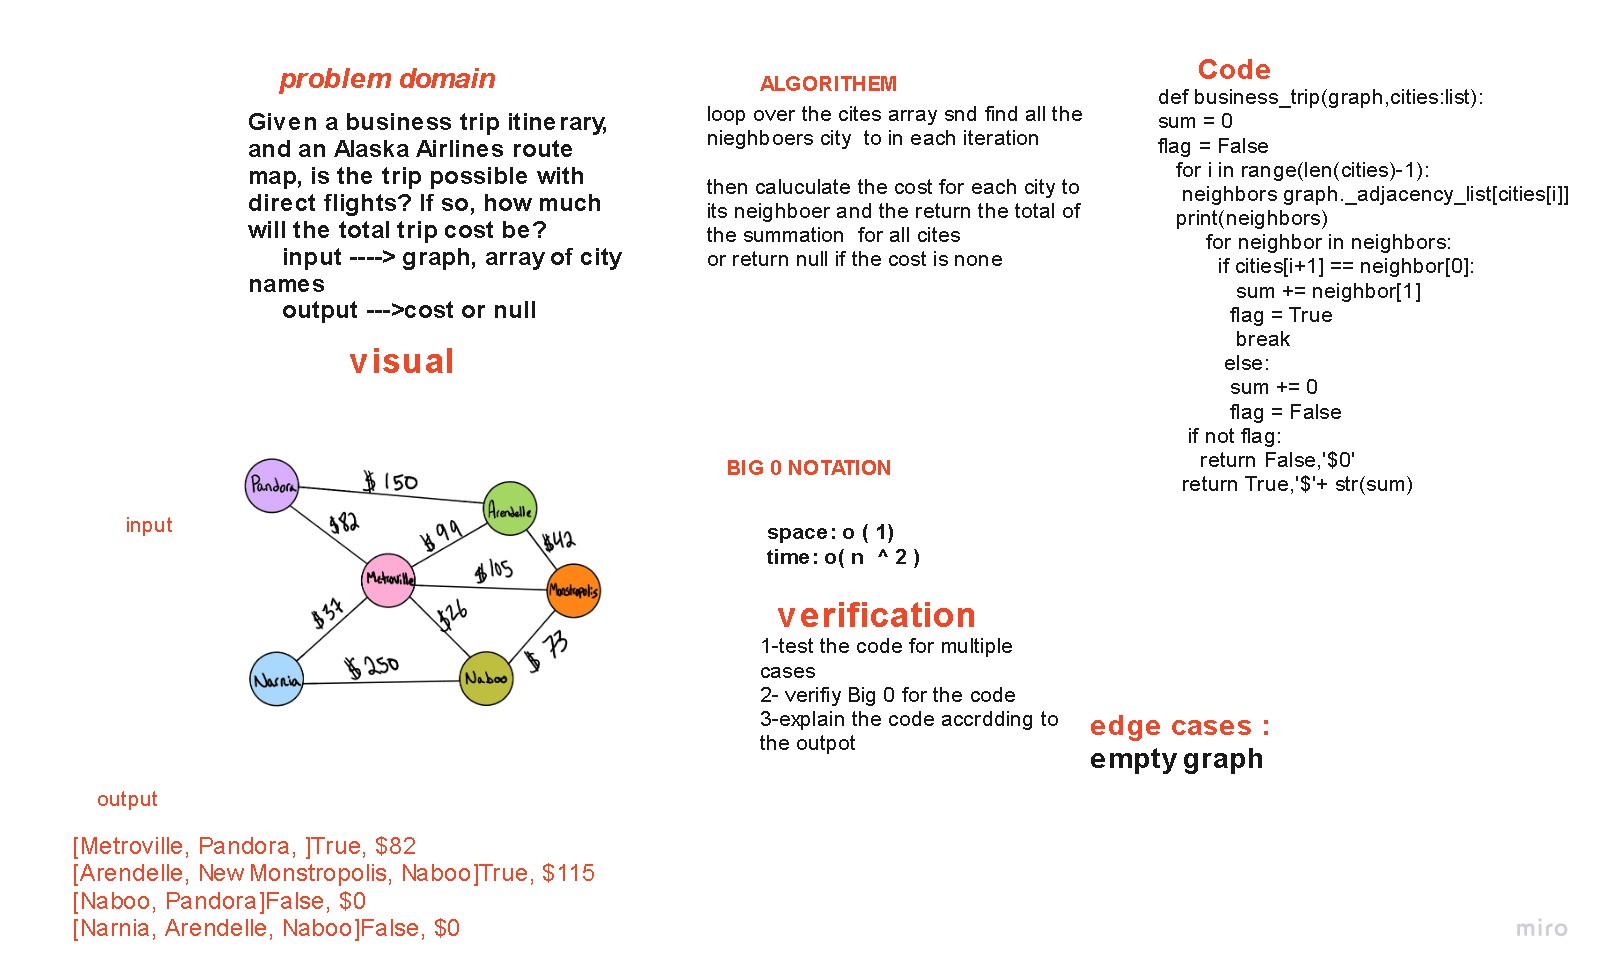 problem domain
Given a business trip itinerary,
and an Alaska Airlines route
map, is the trip possible with
direct flights? If so, how much
will the total trip cost be?
input ----> graph, array of city
names
output --->cost or null
visual
input
Pandora
$150
Arendelle
$82
$99
$42
Metroville
$105
Monstropolis
$37
$26
$73
Narnia
$250
Naboo
output
[Metroville, Pandora, ]True, $82
[Arendelle, New Monstropolis, Naboo]True, $115
[Naboo, Pandora]False, $0
[Narnia, Arendelle, Naboo]False, $0
ALGORITHEM
loop over the cites array snd find all the
nieghboers city  to in each iteration
then caluculate the cost for each city to
its neighboer and the return the total of
the summation  for all cites
or return null if the cost is none
BIG 0 NOTATION
space: o ( 1)
time: o( n  ^ 2 )
verification
1-test the code for multiple
cases
2- verifiy Big 0 for the code
3-explain the code accrdding to
the outpot
Code
def business_trip(graph,cities:list):
sum = 0
flag = False
for i in range(len(cities)-1):
neighbors graph._adjacency_list[cities[i]]
print(neighbors)
for neighbor in neighbors:
if cities[i+1] == neighbor[0]:
sum += neighbor[1]
flag = True
break
else:
sum += 0
flag = False
if not flag:
return False,'$0'
return True,'$'+ str(sum)
edge cases :
empty graph
miro